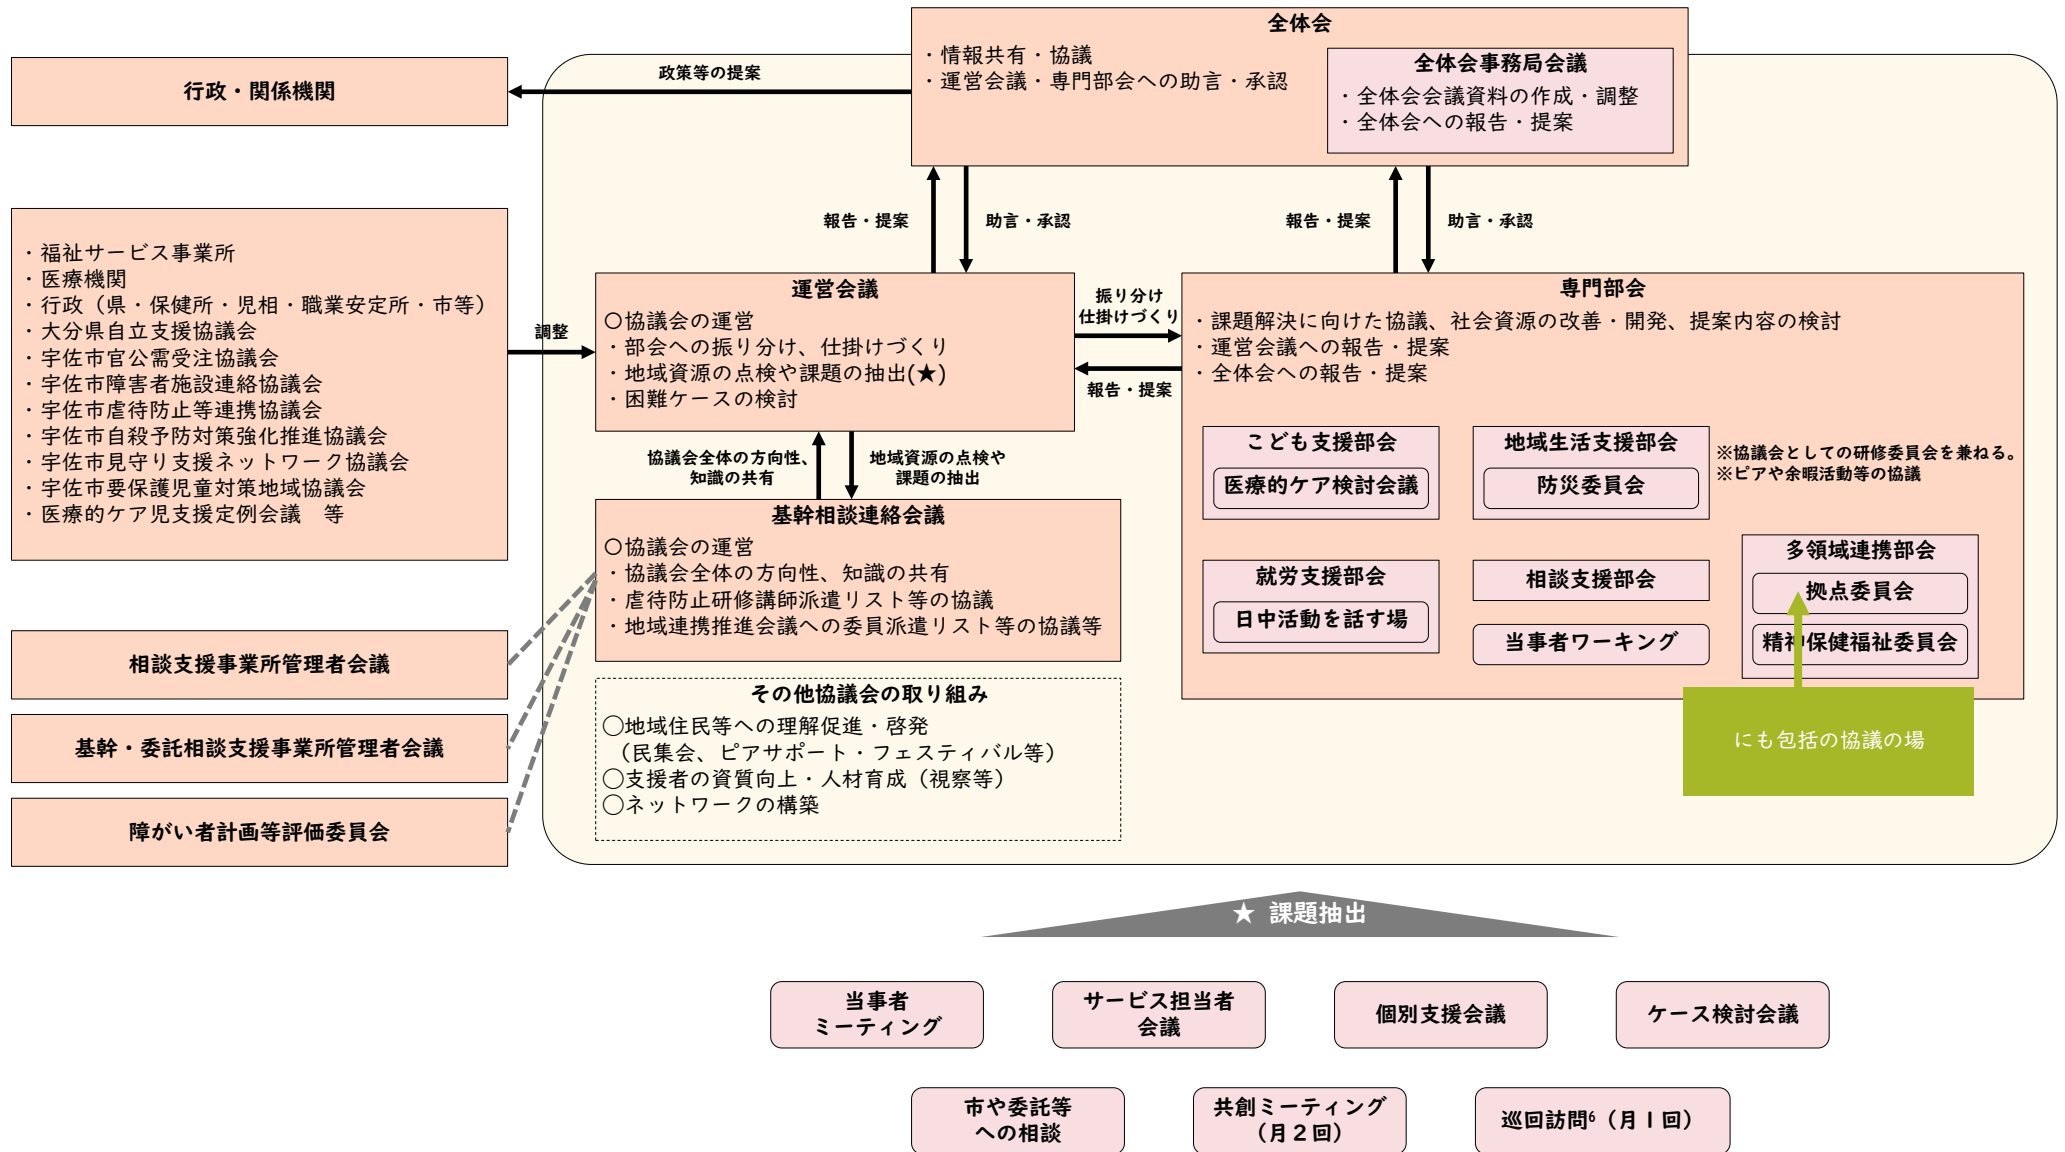 全体会
・情報共有・協議
・運営会議・専門部会への助言・承認
全体会事務局会議
・全体会会議資料の作成・調整
・全体会への報告・提案
政策等の提案
行政・関係機関
・福祉サービス事業所
・医療機関
・行政（県・保健所・児相・職業安定所・市等）
・大分県自立支援協議会
・宇佐市官公需受注協議会
・宇佐市障害者施設連絡協議会
・宇佐市虐待防止等連携協議会
・宇佐市自殺予防対策強化推進協議会
・宇佐市見守り支援ネットワーク協議会
・宇佐市要保護児童対策地域協議会
・医療的ケア児支援定例会議　等
調整
報告・提案
助言・承認
報告・提案
助言・承認
運営会議
〇協議会の運営
・部会への振り分け、仕掛けづくり
・地域資源の点検や課題の抽出(★)
・困難ケースの検討
振り分け
仕掛けづくり
報告・提案
専門部会
・課題解決に向けた協議、社会資源の改善・開発、提案内容の検討
・運営会議への報告・提案
・全体会への報告・提案
こども支援部会
医療的ケア検討会議
地域生活支援部会
防災委員会
※協議会としての研修委員会を兼ねる。
※ピアや余暇活動等の協議
就労支援部会
日中活動を話す場
相談支援部会
当事者ワーキング
多領域連携部会
拠点委員会
精神保健福祉委員会
にも包括の協議の場
協議会全体の方向性、
知識の共有
地域資源の点検や
課題の抽出
基幹相談連絡会議
〇協議会の運営
・協議会全体の方向性、知識の共有
・虐待防止研修講師派遣リスト等の協議
・地域連携推進会議への委員派遣リスト等の協議等
相談支援事業所管理者会議
基幹・委託相談支援事業所管理者会議
障がい者計画等評価委員会
その他協議会の取り組み
◯地域住民等への理解促進・啓発
（民集会、ピアサポート・フェスティバル等）
◯支援者の資質向上・人材育成（視察等）
◯ネットワークの構築
★ 課題抽出
当事者
ミーティング
サービス担当者
会議
個別支援会議
ケース検討会議
市や委託等
への相談
共創ミーティング
（月２回）
巡回訪問⁶（月１回）